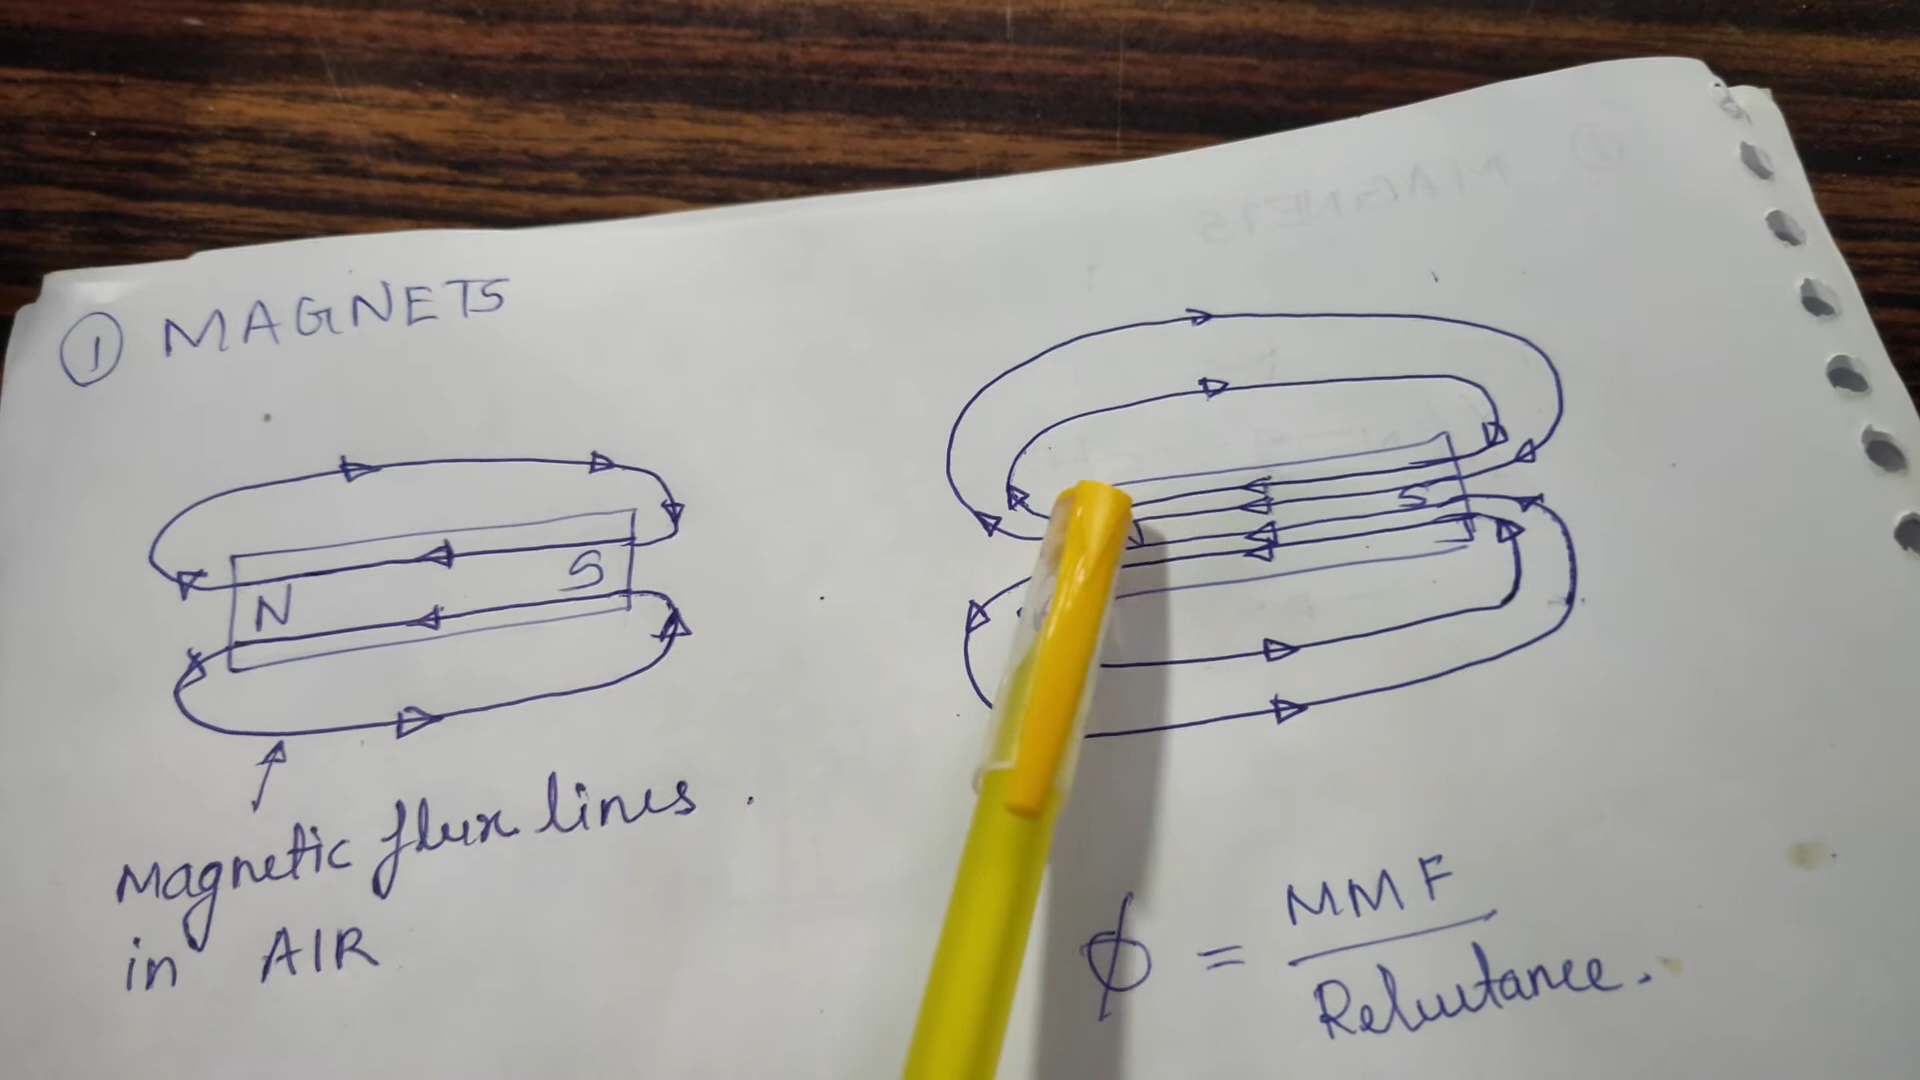 ① MAGNETS
N S
S
Magnetic flux lines.
in AIR
ϕ = MMF
Reluctance.